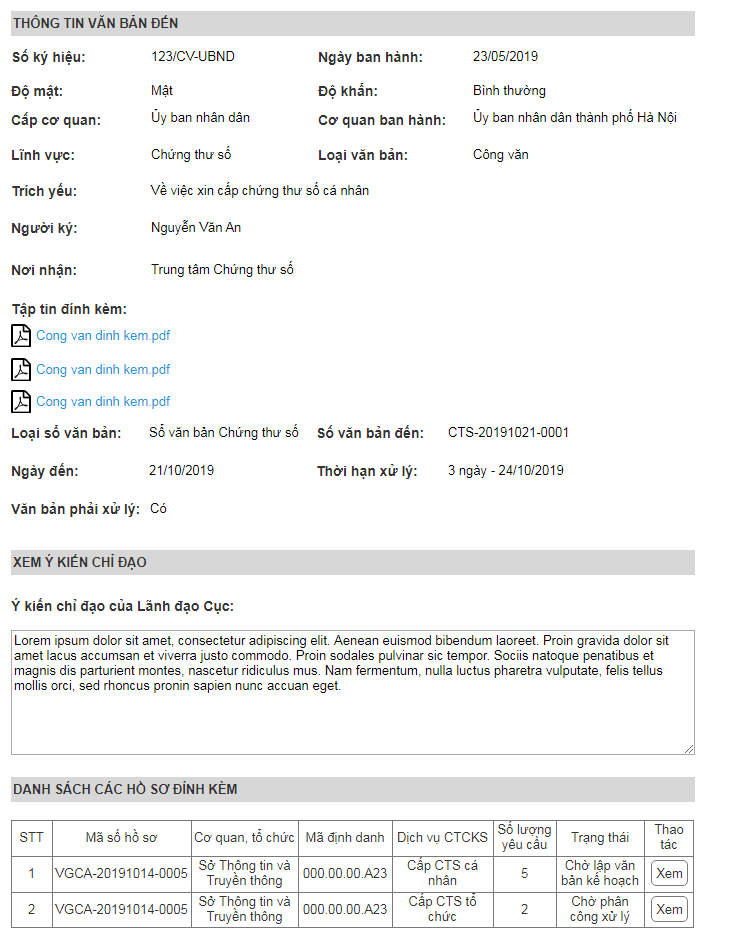 THÔNG TIN VĂN BẢN ĐẾN
Số ký hiệu: 123/CV-UBND Ngày ban hành: 23/05/2019
Độ mật: Mật Độ khẩn: Bình thường
Cấp cơ quan: Ủy ban nhân dân Cơ quan ban hành: Ủy ban nhân dân thành phố Hà Nội
Lĩnh vực: Chứng thư số Loại văn bản: Công văn
Trích yếu: Về việc xin cấp chứng thư số cá nhân
Người ký: Nguyễn Văn An
Nơi nhận: Trung tâm Chứng thư số
Tập tin đính kèm:
Cong van dinh kem.pdf
Cong van dinh kem.pdf
Cong van dinh kem.pdf
Loại sổ văn bản: Sổ văn bản Chứng thư số Số văn bản đến: CTS-20191021-0001
Ngày đến: 21/10/2019 Thời hạn xử lý: 3 ngày - 24/10/2019
Văn bản phải xử lý: Có
XEM Ý KIẾN CHỈ ĐẠO
Ý kiến chỉ đạo của Lãnh đạo Cục:
Lorem ipsum dolor sit amet, consectetur adipiscing elit. Aenean euismod bibendum laoreet. Proin gravida dolor sit
amet lacus accumsan et viverra justo commodo. Proin sodales pulvinar sic tempor. Sociis natoque penatibus et
magnis dis parturient montes, nascetur ridiculus mus. Nam fermentum, nulla luctus pharetra vulputate, felis tellus
mollis orci, sed rhoncus pronin sapien nunc accuan eget.
DANH SÁCH CÁC HỒ SƠ ĐÍNH KÈM
STT Mã số hồ sơ Cơ quan, tổ chức Mã định danh Dịch vụ CTCKS Số lượng yêu cầu Trạng thái Thao tác
1 VGCA-20191014-0005 Sở Thông tin và Truyền thông 000.00.00.A23 Cấp CTS cá nhân 5 Chờ lập văn bản kế hoạch Xem
2 VGCA-20191014-0005 Sở Thông tin và Truyền thông 000.00.00.A23 Cấp CTS tổ chức 2 Chờ phân công xử lý Xem